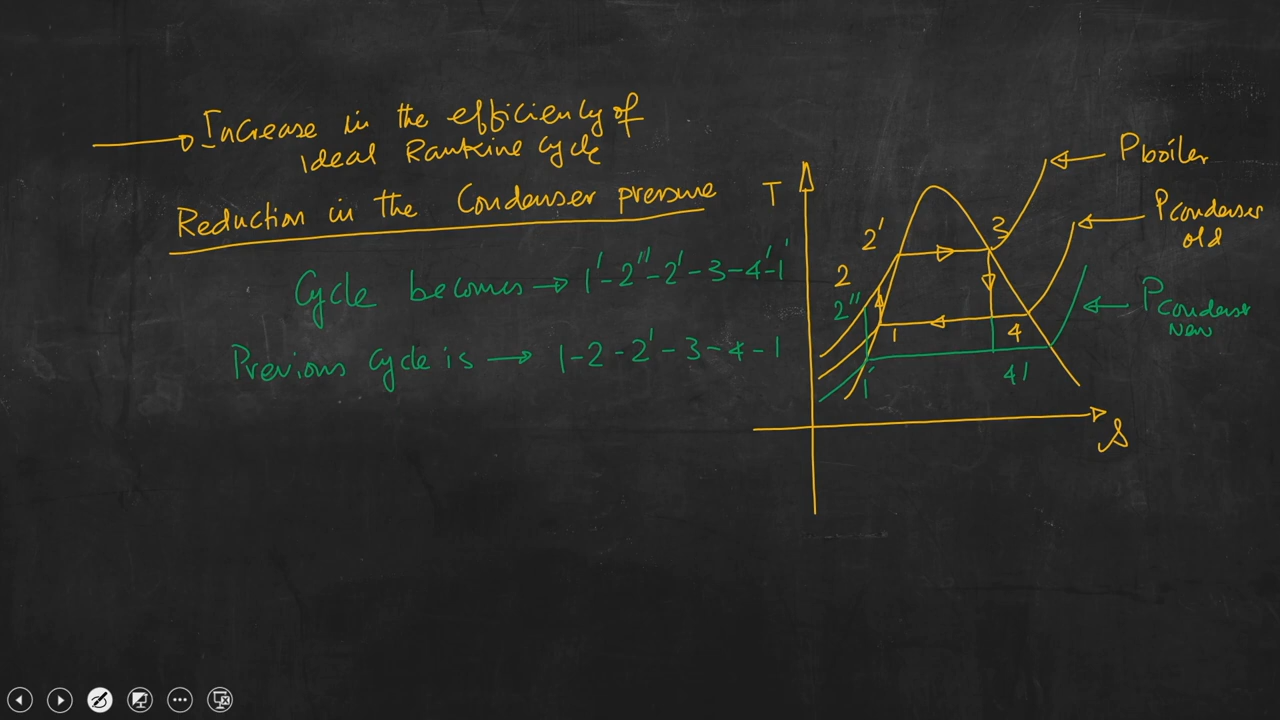 Increase in the efficiency of
Ideal Rankine Cycle
Reduction in the Condenser pressure
Cycle becomes → 1'-2''-2'-3-4'-1'
Previous Cycle is → 1-2-2'-3-4-1
T
Pboiler
Pcondenser
old
Pcondenser
New
2'
3
2
2''
1
4
1'
4'
s